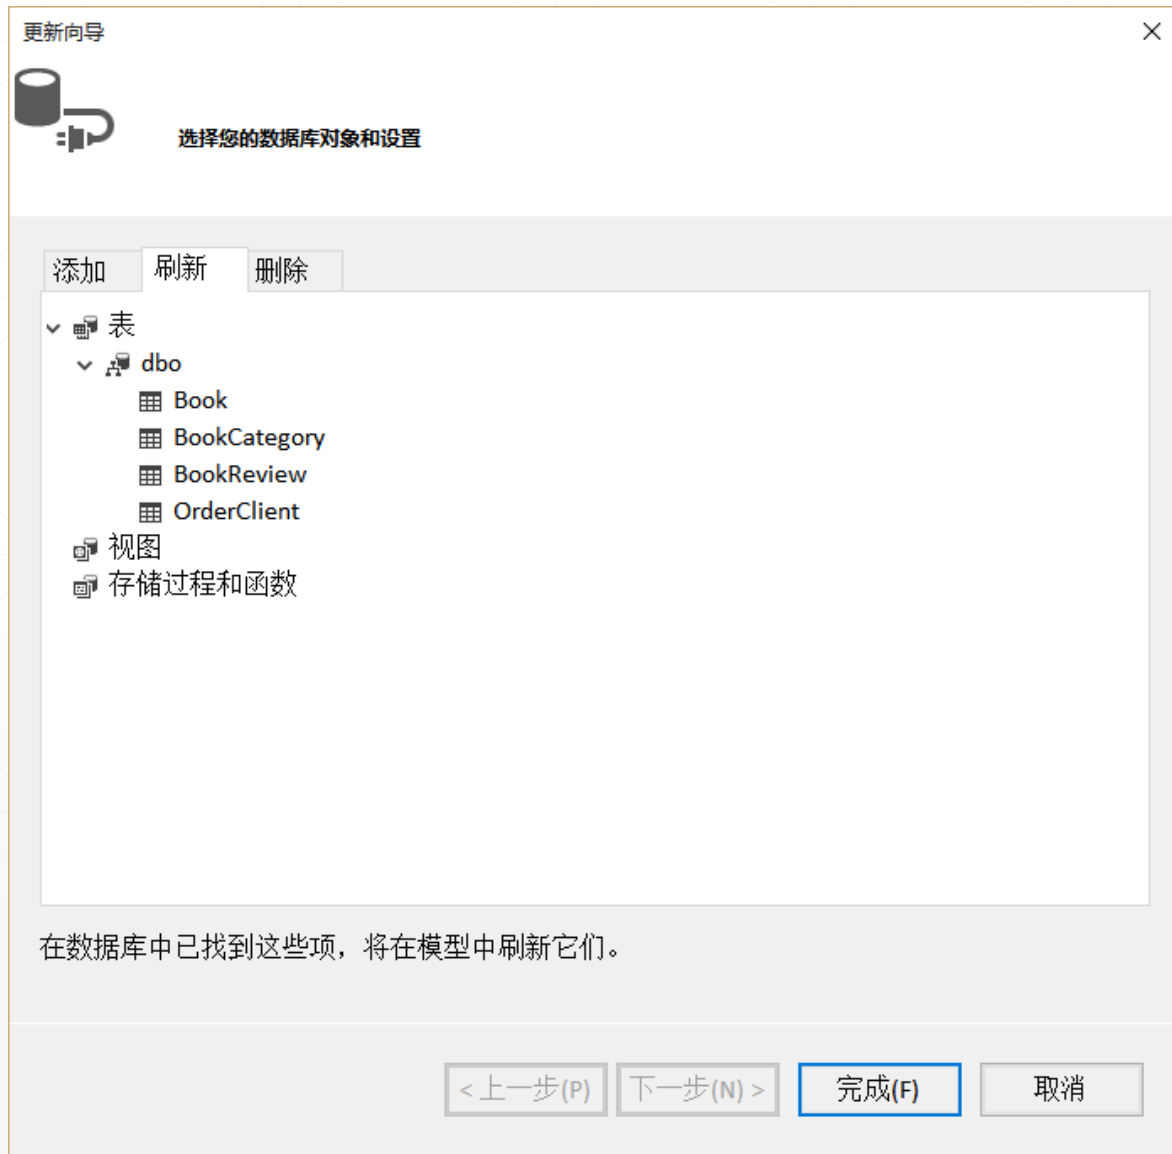 更新向导
选择您的数据库对象和设置
添加 刷新 删除
表
dbo
Book
BookCategory
BookReview
OrderClient
视图
存储过程和函数
在数据库中已找到这些项，将在模型中刷新它们。
< 上一步(P) 下一步(N) > 完成(F) 取消